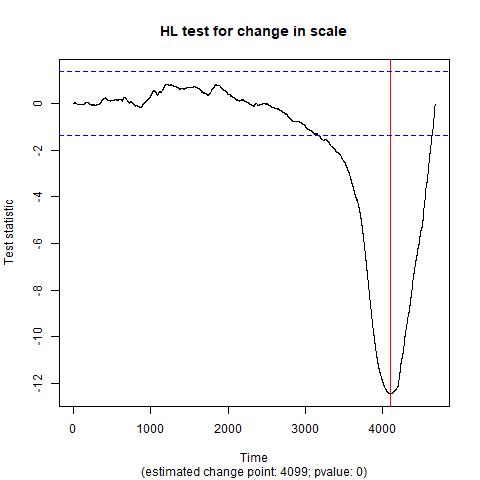 HL test for change in scale
Test statistic
0
-2
-4
-6
-8
-10
-12
0 1000 2000 3000 4000
Time
(estimated change point: 4099; pvalue: 0)